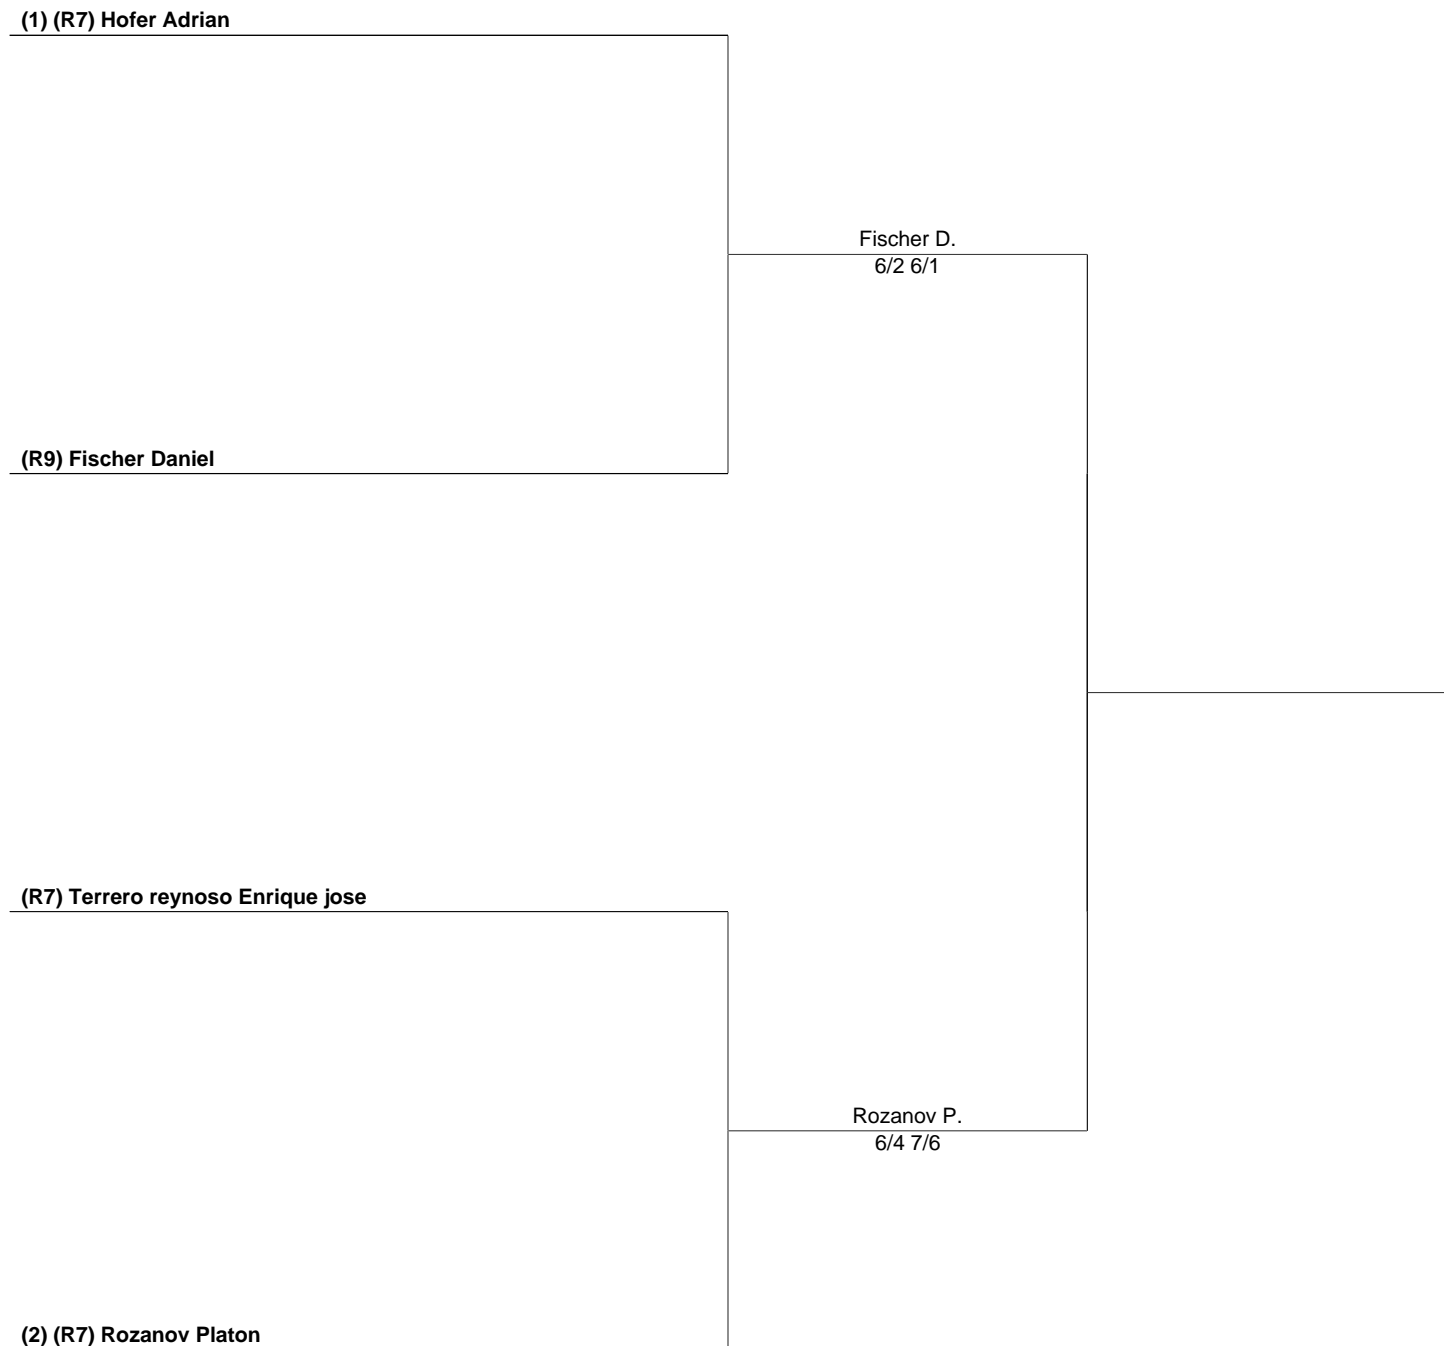 (1) (R7) Hofer Adrian
Fischer D.
6/2 6/1
(R9) Fischer Daniel
(R7) Terrero reynoso Enrique jose
Rozanov P.
6/4 7/6
(2) (R7) Rozanov Platon